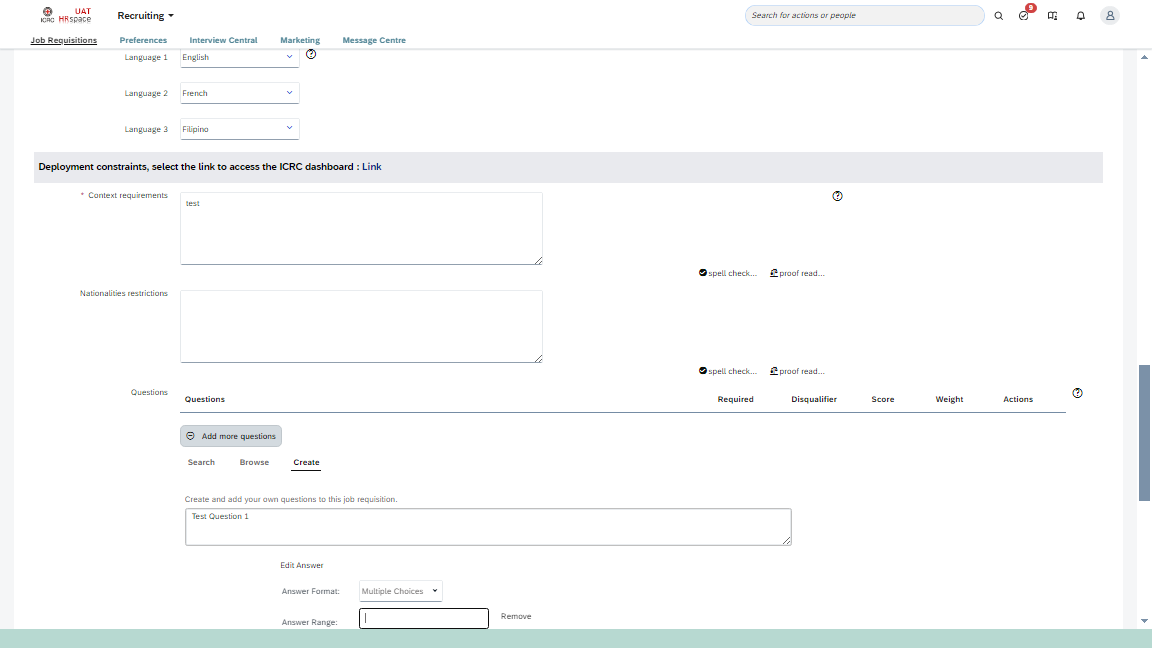 ICRC
UAT
HRspace
Recruiting
Search for actions or people
9
Job Requisitions
Preferences
Interview Central
Marketing
Message Centre
Language 1
English
Language 2
French
Language 3
Filipino
Deployment constraints, select the link to access the ICRC dashboard : Link
* Context requirements
test
spell check...
proof read...
Nationalities restrictions
spell check...
proof read...
Questions
Questions
Required
Disqualifier
Score
Weight
Actions
Add more questions
Search
Browse
Create
Create and add your own questions to this job requisition.
Test Question 1
Edit Answer
Answer Format:
Multiple Choices
Answer Range:
Remove